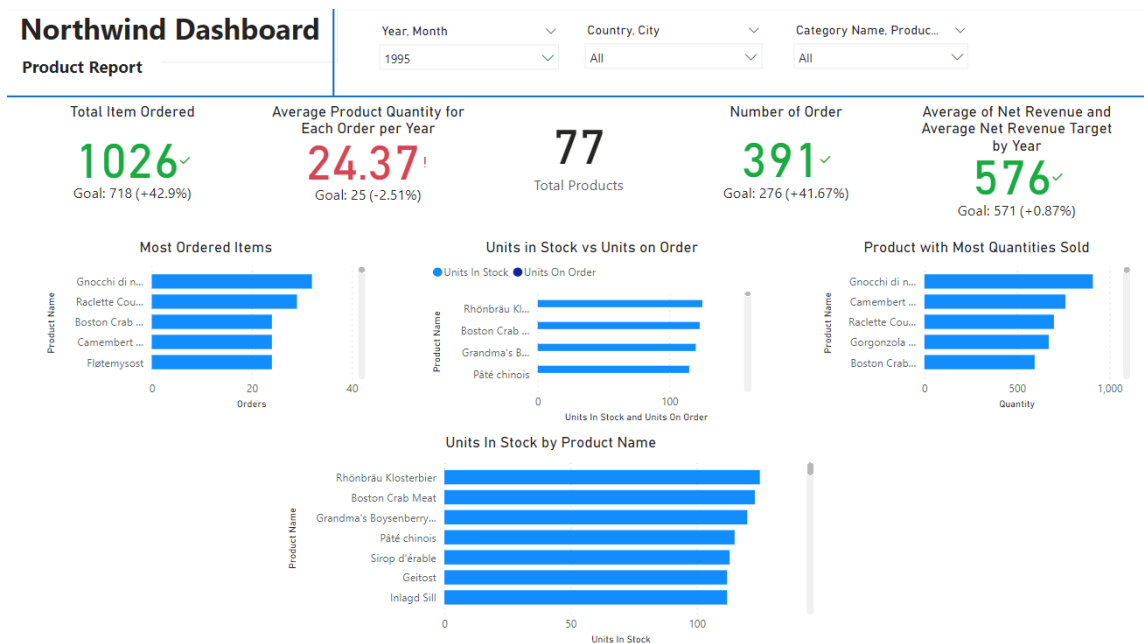 Northwind Dashboard
Product Report
Year, Month
1995
Country, City
All
Category Name, Produc...
All
Total Item Ordered
1026
Goal: 718 (+42.9%)
Average Product Quantity for
Each Order per Year
24.37!
Goal: 25 (-2.51%)
77
Total Products
Number of Order
391
Goal: 276 (+41.67%)
Average of Net Revenue and
Average Net Revenue Target
by Year
576
Goal: 571 (+0.87%)
Most Ordered Items
Product Name
Gnocchi di n...
Raclette Cou...
Boston Crab ...
Camembert ...
Fløtemysost
0 20 40
Orders
Units in Stock vs Units on Order
Units In Stock Units On Order
Product Name
Rhönbräu Kl...
Boston Crab ...
Grandma's B...
Pâté chinois
0 100
Units In Stock and Units On Order
Product with Most Quantities Sold
Product Name
Gnocchi di n...
Camembert ...
Raclette Cou...
Gorgonzola ...
Boston Crab...
0 500 1,000
Quantity
Units In Stock by Product Name
Product Name
Rhönbräu Klosterbier
Boston Crab Meat
Grandma's Boysenberry...
Pâté chinois
Sirop d'érable
Geitost
Inlagd Sill
0 50 100
Units In Stock